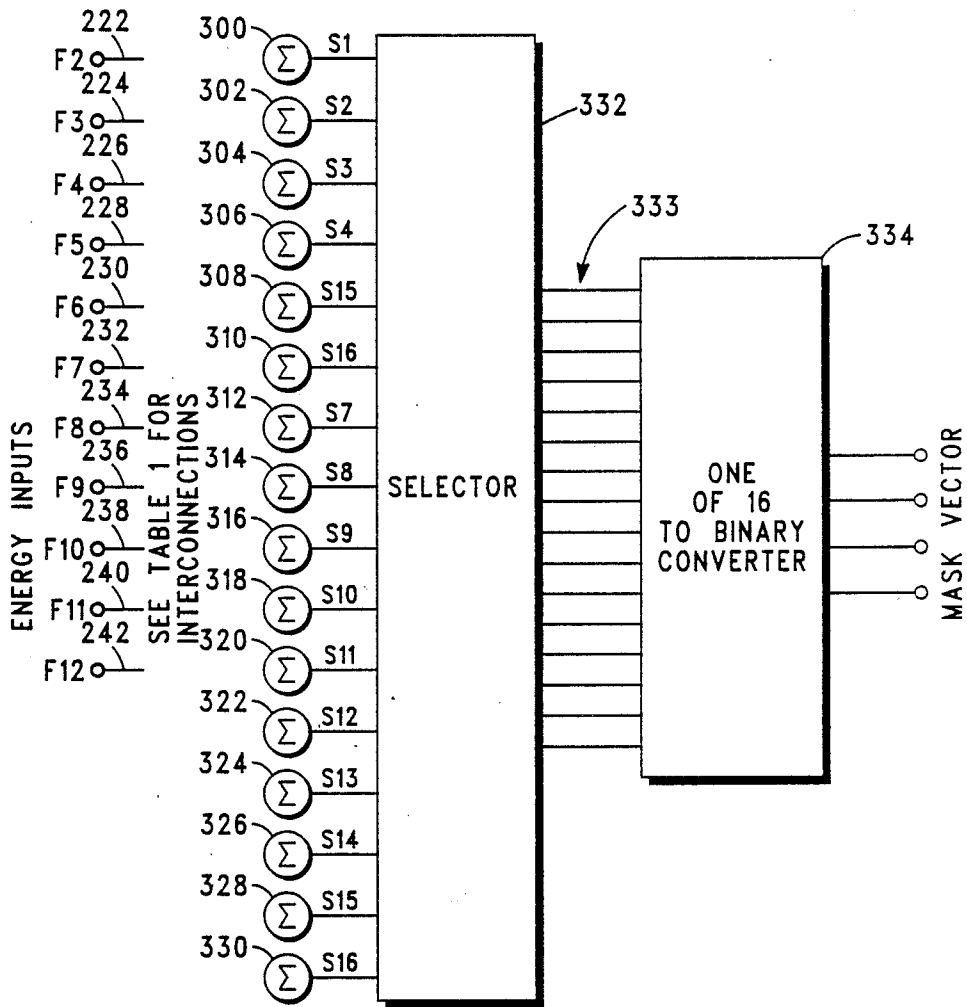 222
F2
224
F3
226
F4
228
F5
230
F6
232
F7
234
F8
236
F9
238
F10
240
F11
242
F12
ENERGY INPUTS
SEE TABLE 1 FOR
INTERCONNECTIONS
300 Σ S1
302 Σ S2
304 Σ S3
306 Σ S4
308 Σ S15
310 Σ S16
312 Σ S7
314 Σ S8
316 Σ S9
318 Σ S10
320 Σ S11
322 Σ S12
324 Σ S13
326 Σ S14
328 Σ S15
330 Σ S16
SELECTOR
332
333
334
ONE
OF 16
TO BINARY
CONVERTER
MASK VECTOR